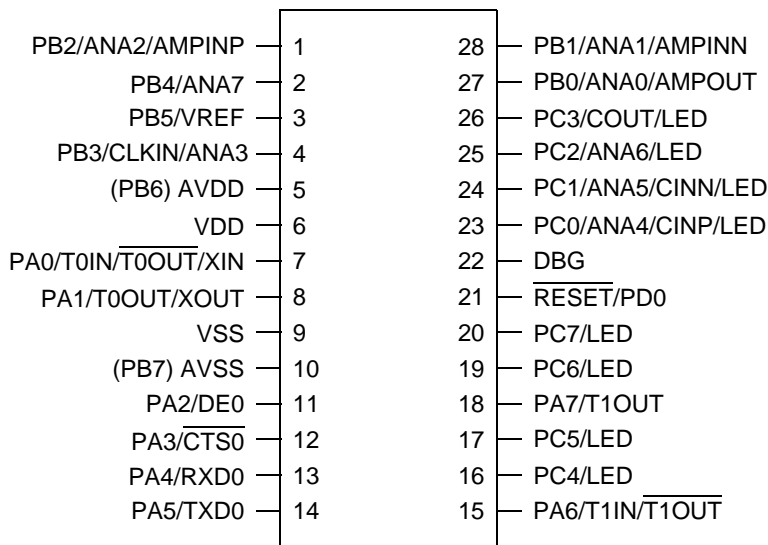 PB2/ANA2/AMPINP 1 28 PB1/ANA1/AMPINN
PB4/ANA7 2 27 PB0/ANA0/AMPOUT
PB5/VREF 3 26 PC3/COUT/LED
PB3/CLKIN/ANA3 4 25 PC2/ANA6/LED
(PB6) AVDD 5 24 PC1/ANA5/CINN/LED
VDD 6 23 PC0/ANA4/CINP/LED
PA0/T0IN/T̅0̅O̅U̅T̅/XIN 7 22 DBG
PA1/T0OUT/XOUT 8 21 R̅E̅S̅E̅T̅/PD0
VSS 9 20 PC7/LED
(PB7) AVSS 10 19 PC6/LED
PA2/DE0 11 18 PA7/T1OUT
PA3/C̅T̅S̅0̅ 12 17 PC5/LED
PA4/RXD0 13 16 PC4/LED
PA5/TXD0 14 15 PA6/T1IN/T̅1̅O̅U̅T̅